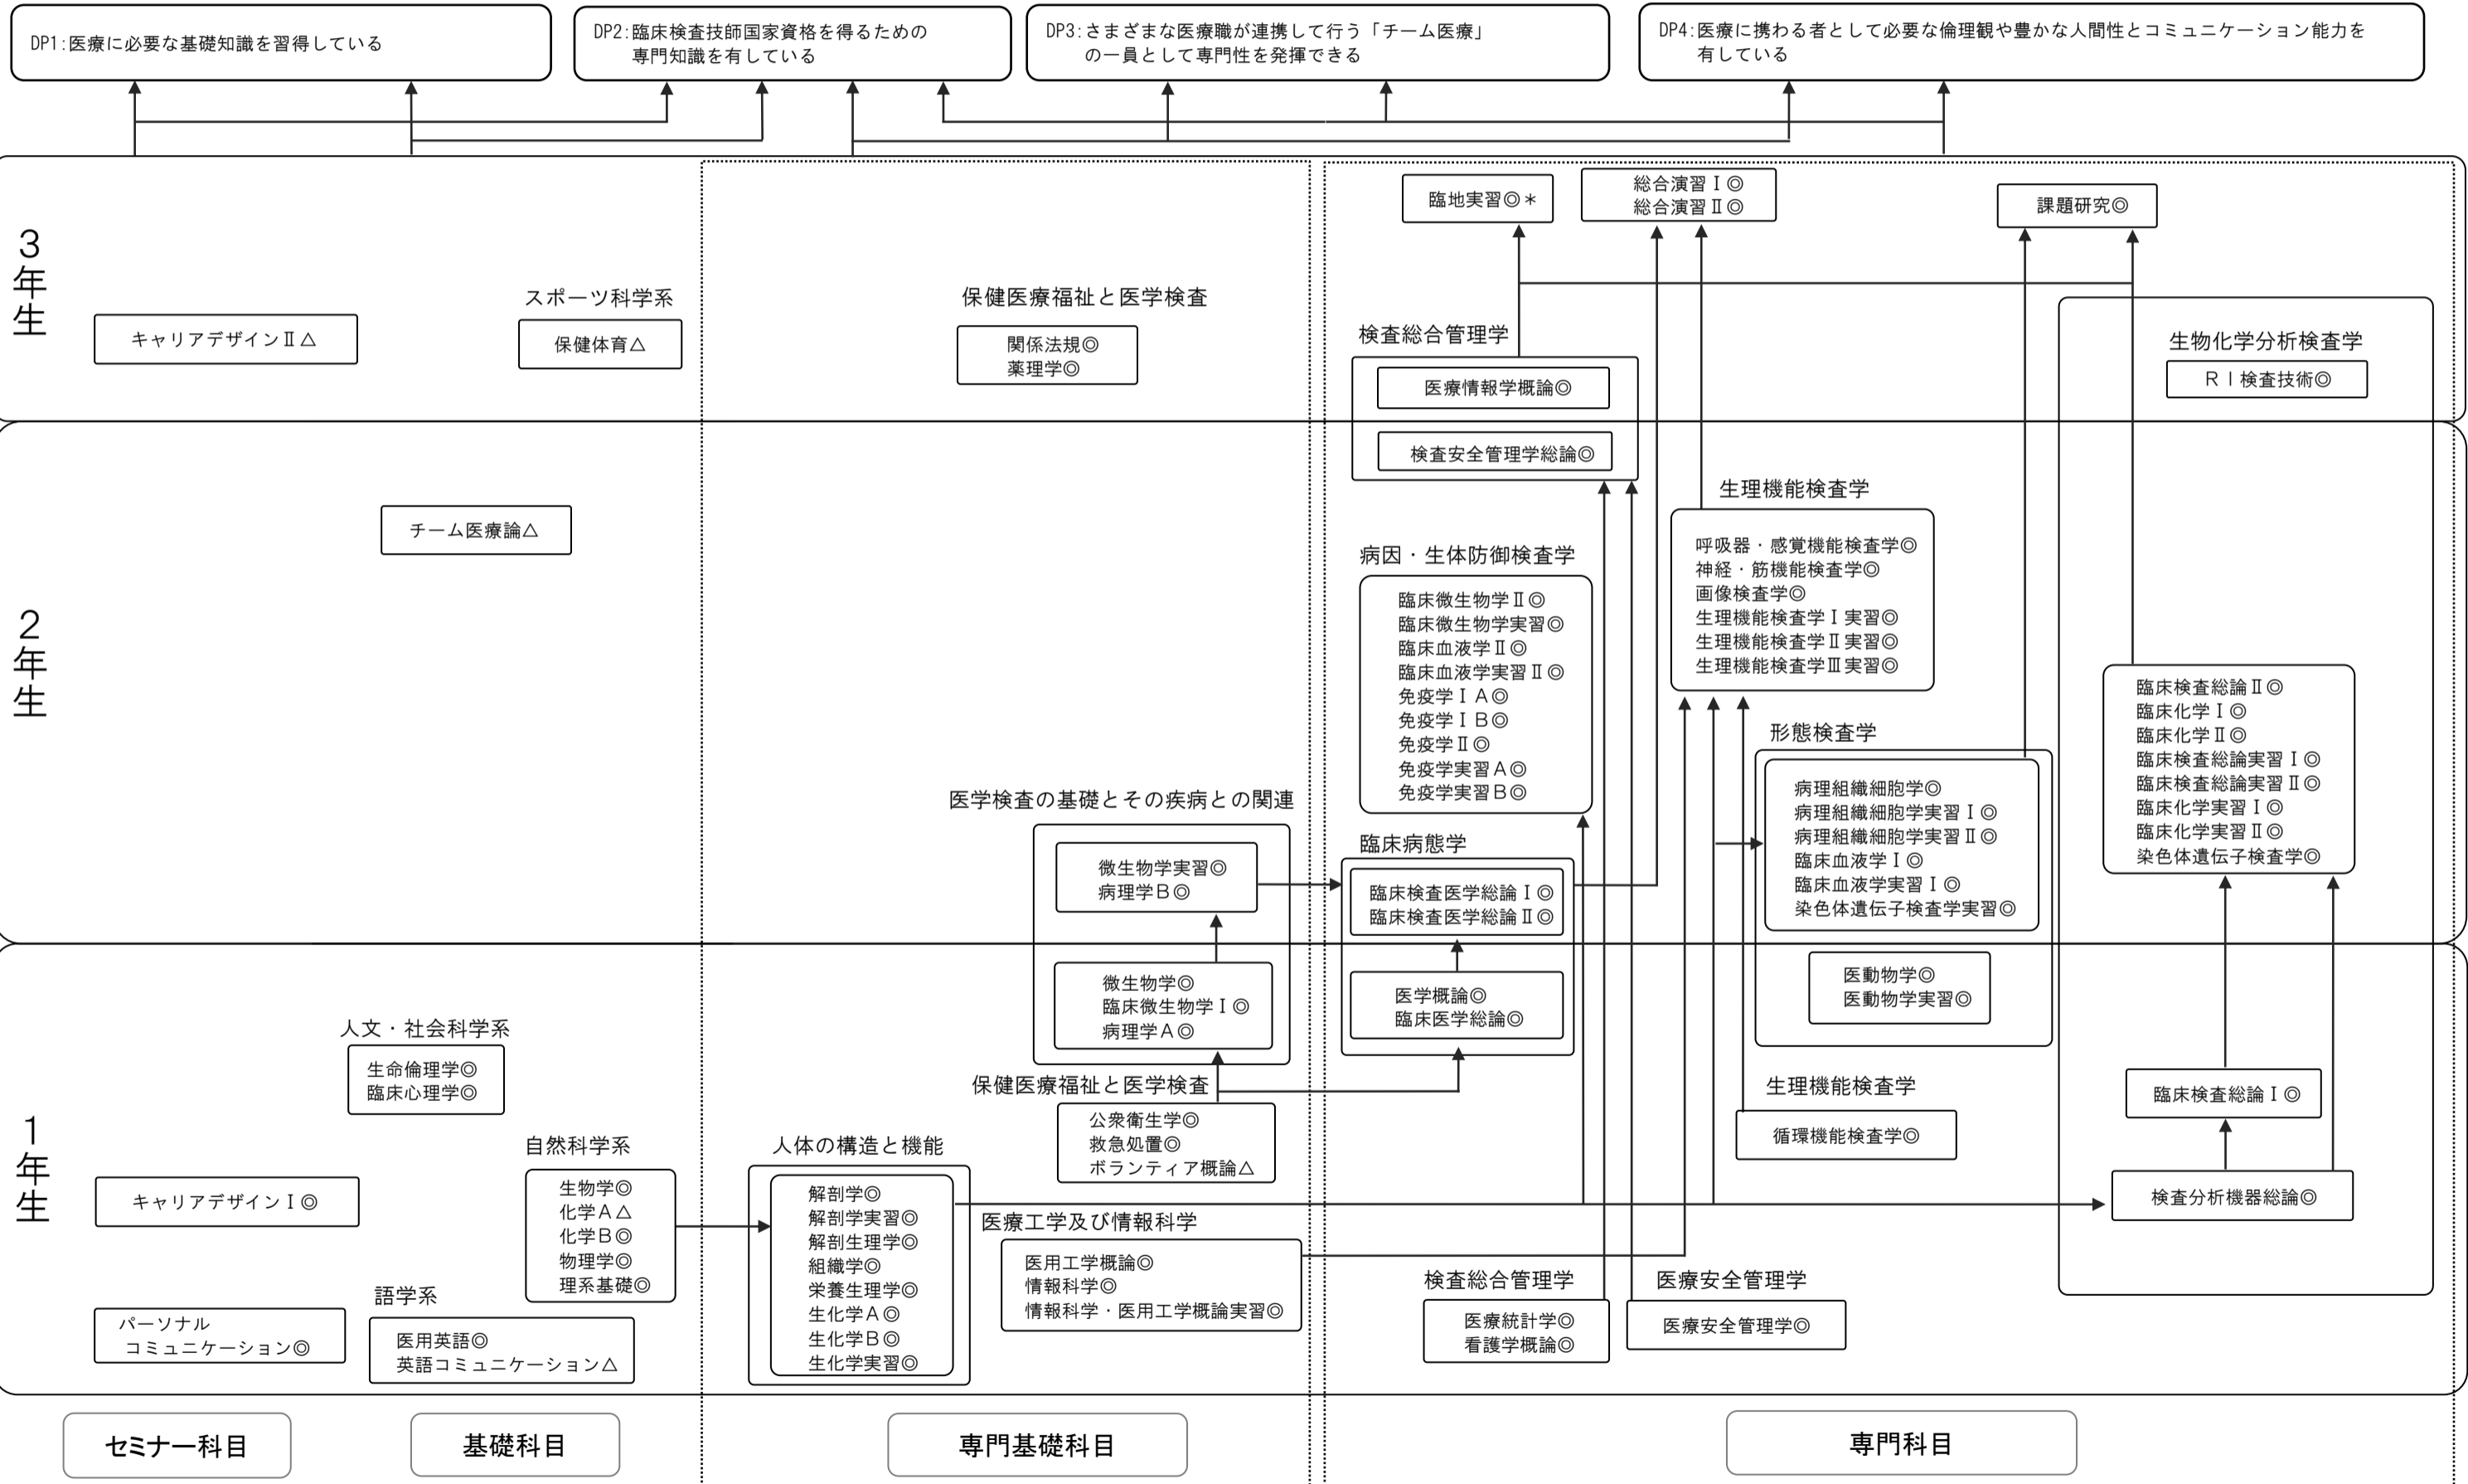 DP1:医療に必要な基礎知識を習得している
DP2:臨床検査技師国家資格を得るための
専門知識を有している
DP3:さまざまな医療職が連携して行う「チーム医療」
の一員として専門性を発揮できる
DP4:医療に携わる者として必要な倫理観や豊かな人間性とコミュニケーション能力を
有している
3年生
キャリアデザインⅡ△
スポーツ科学系
保健体育△
保健医療福祉と医学検査
関係法規◎
薬理学◎
臨地実習◎*
総合演習Ⅰ◎
総合演習Ⅱ◎
課題研究◎
検査総合管理学
医療情報学概論◎
検査安全管理学総論◎
生物化学分析検査学
RI検査技術◎
2年生
チーム医療論△
医学検査の基礎とその疾病との関連
微生物学実習◎
病理学B◎
病因・生体防御検査学
臨床微生物学Ⅱ◎
臨床微生物学実習◎
臨床血液学Ⅱ◎
臨床血液学実習Ⅱ◎
免疫学ⅠA◎
免疫学ⅠB◎
免疫学Ⅱ◎
免疫学実習A◎
免疫学実習B◎
臨床病態学
臨床検査医学総論Ⅰ◎
臨床検査医学総論Ⅱ◎
生理機能検査学
呼吸器・感覚機能検査学◎
神経・筋機能検査学◎
画像検査学◎
生理機能検査学Ⅰ実習◎
生理機能検査学Ⅱ実習◎
生理機能検査学Ⅲ実習◎
形態検査学
病理組織細胞学◎
病理組織細胞学実習Ⅰ◎
病理組織細胞学実習Ⅱ◎
臨床血液学Ⅰ◎
臨床血液学実習Ⅰ◎
染色体遺伝子検査学実習◎
臨床検査総論Ⅱ◎
臨床化学Ⅰ◎
臨床化学Ⅱ◎
臨床検査総論実習Ⅰ◎
臨床検査総論実習Ⅱ◎
臨床化学実習Ⅰ◎
臨床化学実習Ⅱ◎
染色体遺伝子検査学◎
1年生
キャリアデザインⅠ◎
パーソナル
コミュニケーション◎
人文・社会科学系
生命倫理学◎
臨床心理学◎
語学系
医用英語◎
英語コミュニケーション△
自然科学系
生物学◎
化学A△
化学B◎
物理学◎
理系基礎◎
人体の構造と機能
解剖学◎
解剖学実習◎
解剖生理学◎
組織学◎
栄養生理学◎
生化学A◎
生化学B◎
生化学実習◎
微生物学◎
臨床微生物学Ⅰ◎
病理学A◎
保健医療福祉と医学検査
公衆衛生学◎
救急処置◎
ボランティア概論△
医療工学及び情報科学
医用工学概論◎
情報科学◎
情報科学・医用工学概論実習◎
医学概論◎
臨床医学総論◎
検査総合管理学
医療統計学◎
看護学概論◎
医療安全管理学
医療安全管理学◎
医動物学◎
医動物学実習◎
生理機能検査学
循環機能検査学◎
臨床検査総論Ⅰ◎
検査分析機器総論◎
セミナー科目
基礎科目
専門基礎科目
専門科目